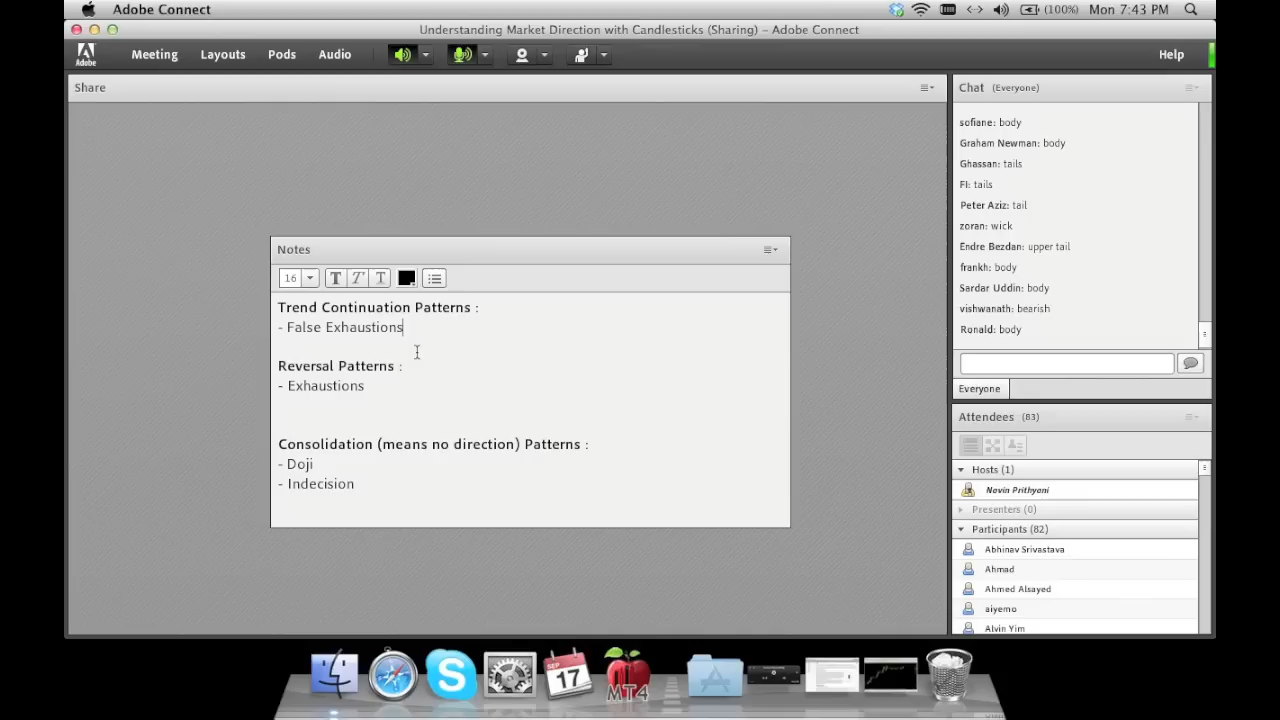 Adobe Connect
(100%) Mon 7:43 PM
Understanding Market Direction with Candlesticks (Sharing) – Adobe Connect
Adobe
Meeting Layouts Pods Audio Help
Share
Notes
16 T T T
Trend Continuation Patterns :
- False Exhaustions
Reversal Patterns :
- Exhaustions
Consolidation (means no direction) Patterns :
- Doji
- Indecision
Chat (Everyone)
sofiane: body
Graham Newman: body
Ghassan: tails
FI: tails
Peter Aziz: tail
zoran: wick
Endre Bezdan: upper tail
frankh: body
Sardar Uddin: body
vishwanath: bearish
Ronald: body
Everyone
Attendees (83)
Hosts (1)
Navin Prithyani
Presenters (0)
Participants (82)
Abhinav Srivastava
Ahmad
Ahmed Alsayed
aiyemo
Alvin Yim
SEP
17
MT4